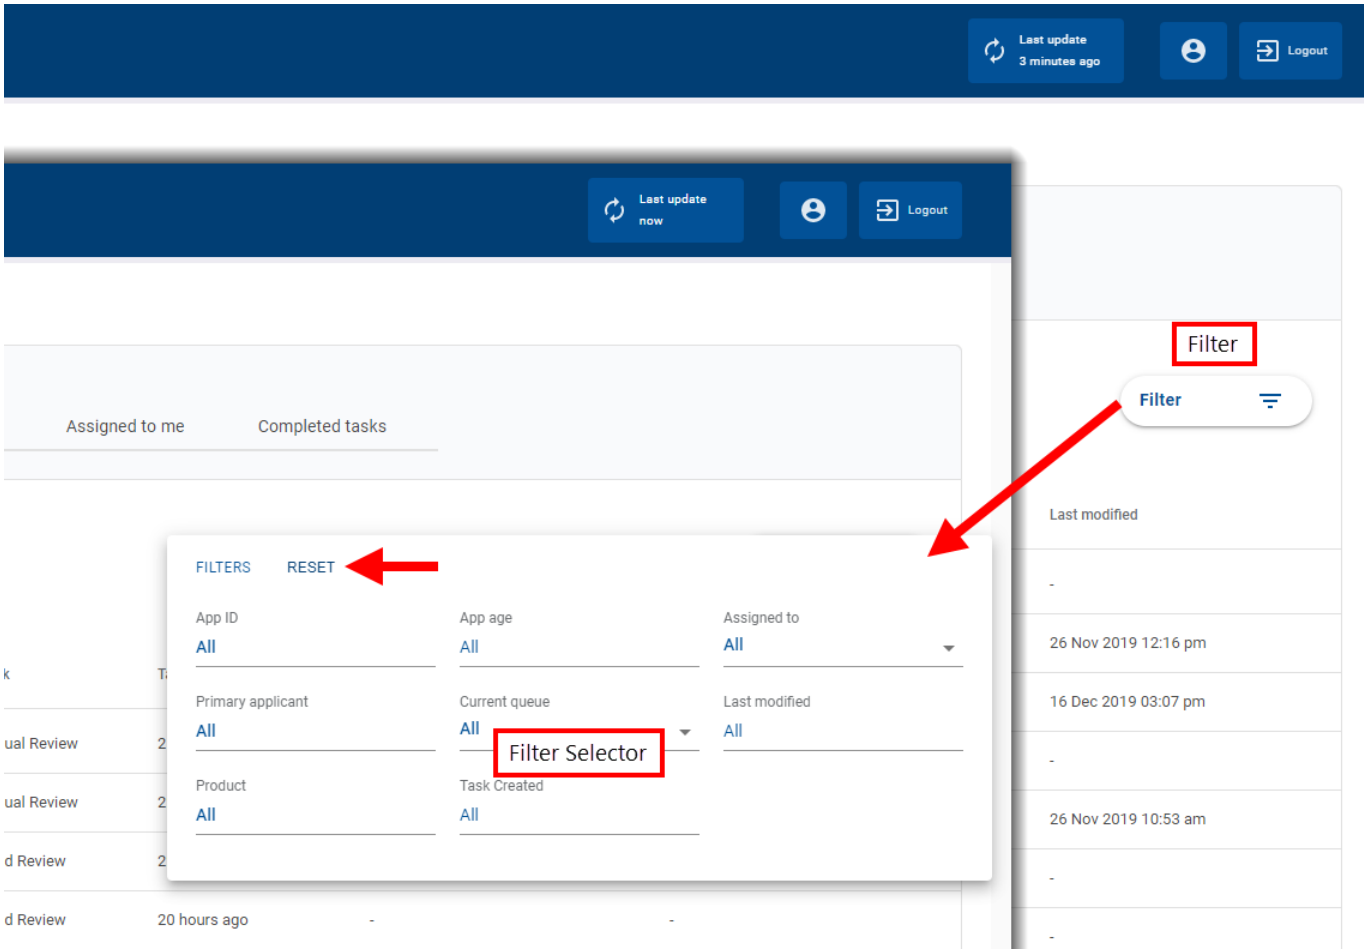 Last update
3 minutes ago
Logout
Last update
now
Logout
Filter
Filter
Assigned to me
Completed tasks
Last modified
FILTERS RESET
-
App ID
App age
Assigned to
All
All
All
26 Nov 2019 12:16 pm
k
Primary applicant
Current queue
Last modified
16 Dec 2019 03:07 pm
All
All
All
Filter Selector
ual Review
2
-
Product
Task Created
ual Review
2
All
All
26 Nov 2019 10:53 am
d Review
2
-
d Review
20 hours ago
-
-
-